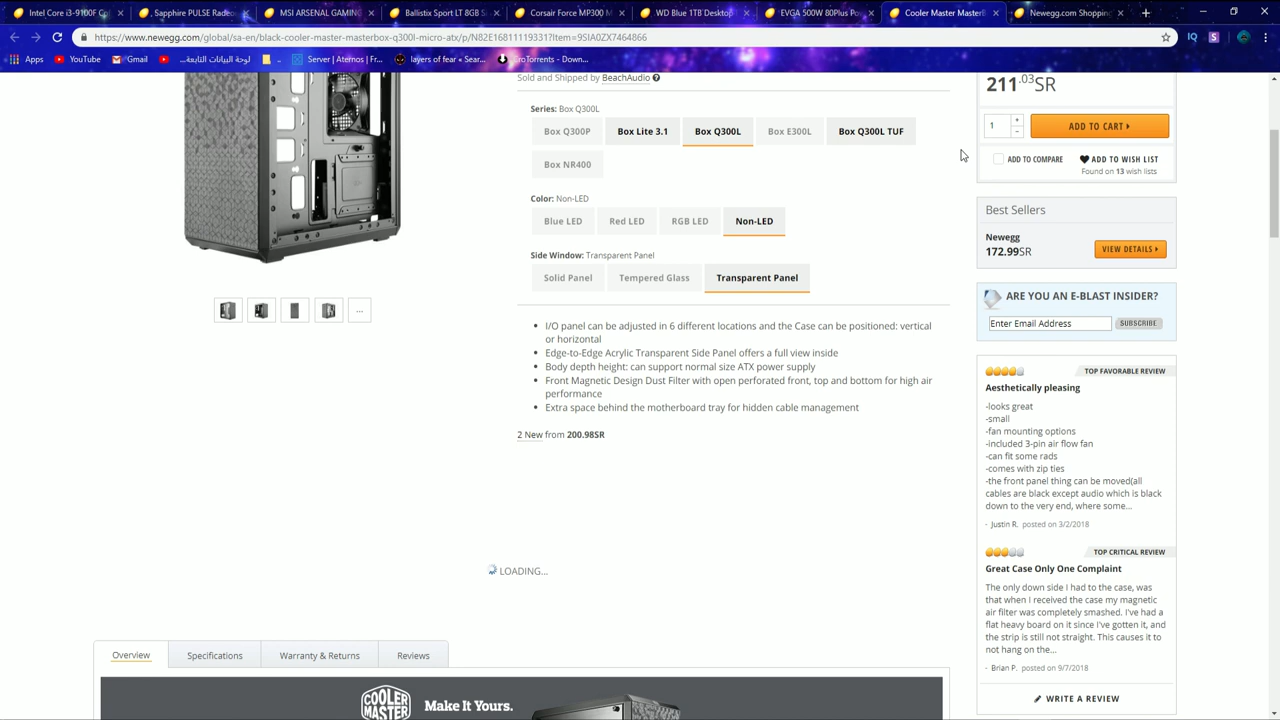 Intel Core i3-9100F Cof
Sapphire PULSE Radeo
MSI ARSENAL GAMING
Ballistix Sport LT 8GB S
Corsair Force MP300 M
WD Blue 1TB Desktop
EVGA 500W 80Plus Po
Cooler Master MasterB
Newegg.com Shopping
https://www.newegg.com/global/sa-en/black-cooler-master-masterbox-q300l-micro-atx/p/N82E16811119331?Item=9SIA0ZX7464866
Apps YouTube Gmail لوحة البيانات التابعة... Server | Aternos | Fr... layers of fear « Sear... Downloa...
Sold and Shipped by BeachAudio
211.03SR
Series: Box Q300L
Box Q300P Box Lite 3.1 Box Q300L Box E300L Box Q300L TUF
Box NR400
1 ADD TO CART
ADD TO COMPARE ADD TO WISH LIST
Found on 13 wish lists
Color: Non-LED
Blue LED Red LED RGB LED Non-LED
Best Sellers
Newegg
172.99SR
VIEW DETAILS
Side Window: Transparent Panel
Solid Panel Tempered Glass Transparent Panel
ARE YOU AN E-BLAST INSIDER?
Enter Email Address SUBSCRIBE
I/O panel can be adjusted in 6 different locations and the Case can be positioned: vertical
or horizontal
Edge-to-Edge Acrylic Transparent Side Panel offers a full view inside
Body depth height: can support normal size ATX power supply
Front Magnetic Design Dust Filter with open perforated front, top and bottom for high air
performance
Extra space behind the motherboard tray for hidden cable management
2 New from 200.98SR
...
TOP FAVORABLE REVIEW
Aesthetically pleasing
-looks great
-small
-fan mounting options
-included 3-pin air flow fan
-can fit some rads
-comes with zip ties
-the front panel thing can be moved(all
cables are black except audio which is black
down to the very end, where some...
- Justin R. posted on 3/2/2018
TOP CRITICAL REVIEW
Great Case Only One Complaint
The only down side I had to the case, was
that when I received the case my magnetic
air filter was completely smashed. I've had a
flat heavy board on it since I've gotten it, and
the strip is still not straight. This causes it to
not hang on the...
- Brian P. posted on 9/7/2018
WRITE A REVIEW
LOADING...
Overview Specifications Warranty & Returns Reviews
COOLER
MASTER
Make It Yours.